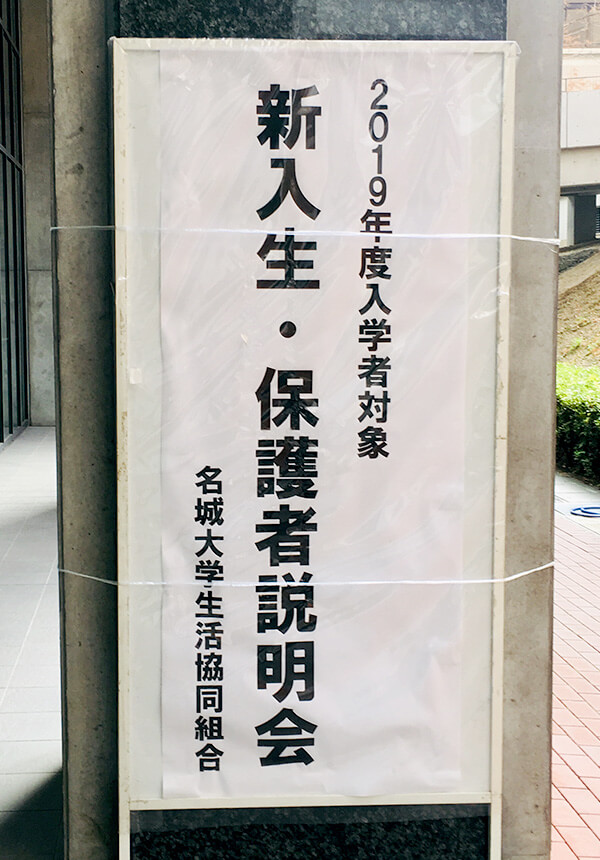 2019年度入学者対象
新入生・保護者説明会
名城大学生活協同組合